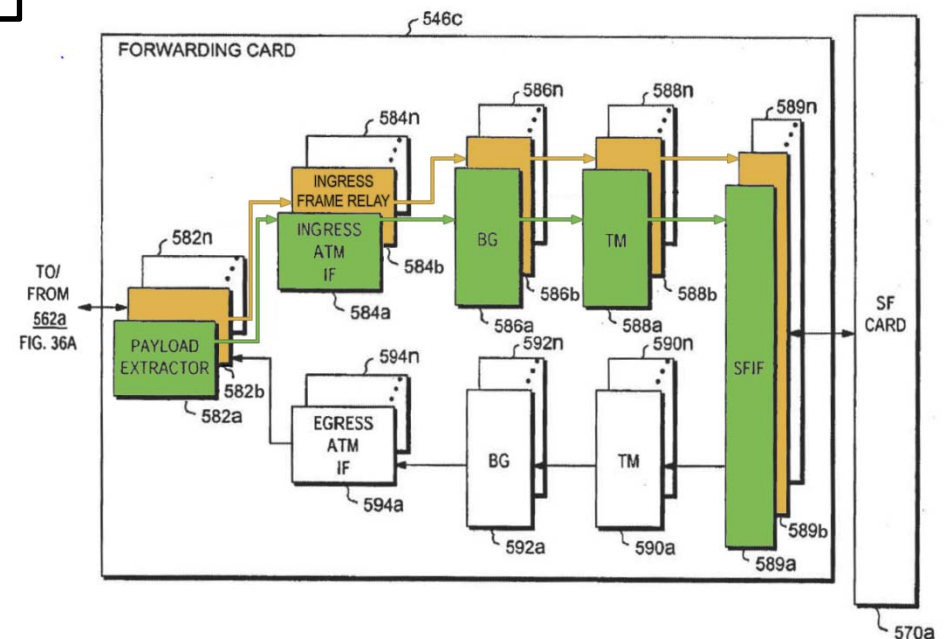 546c
FORWARDING CARD
584n
586n
588n
589n
INGRESS
FRAME RELAY
INGRESS
ATM
IF
584b
584a
BG
586b
586a
TM
588b
588a
582n
TO/
FROM
562a
FIG. 36A
PAYLOAD
EXTRACTOR
582b
582a
SFIF
SF
CARD
594n
592n
590n
EGRESS
ATM
IF
594a
BG
592a
TM
590a
589b
589a
570a